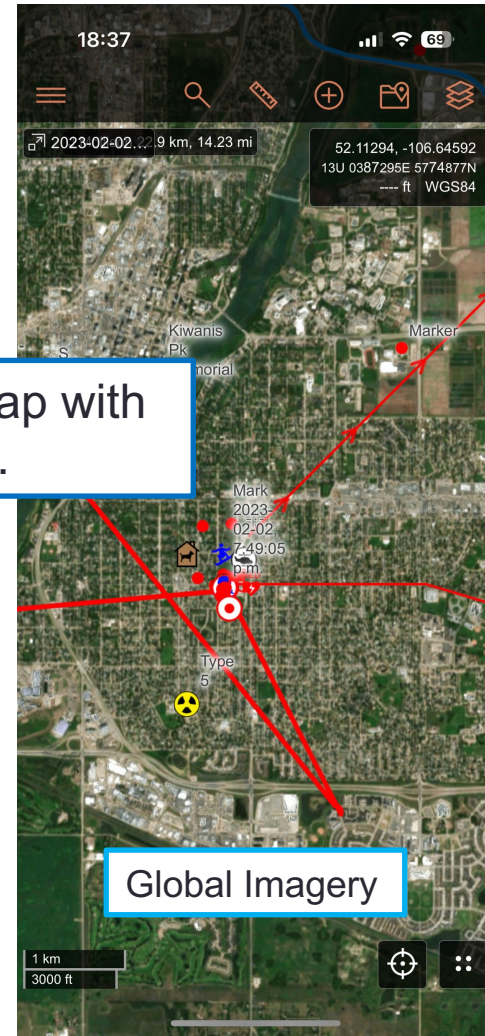 18:37
69
2023-02-02... 22.9 km, 14.23 mi
52.11294, -106.64592
13U 0387295E 5774877N
---- ft WGS84
Kiwanis
Pk
morial
S
Marker
ap with
.
Mark
2023-
02-02,
7:49:05
p.m.
Type
5
Global Imagery
1 km
3000 ft